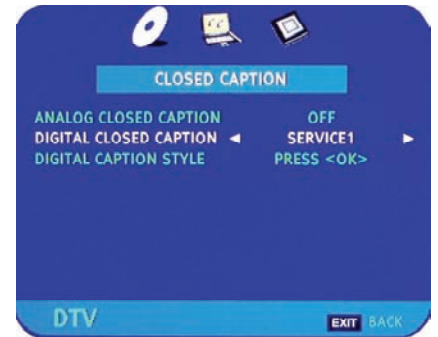 CLOSED CAPTION
ANALOG CLOSED CAPTION OFF
DIGITAL CLOSED CAPTION ◄ SERVICE1 ►
DIGITAL CAPTION STYLE PRESS <OK>
DTV EXIT BACK